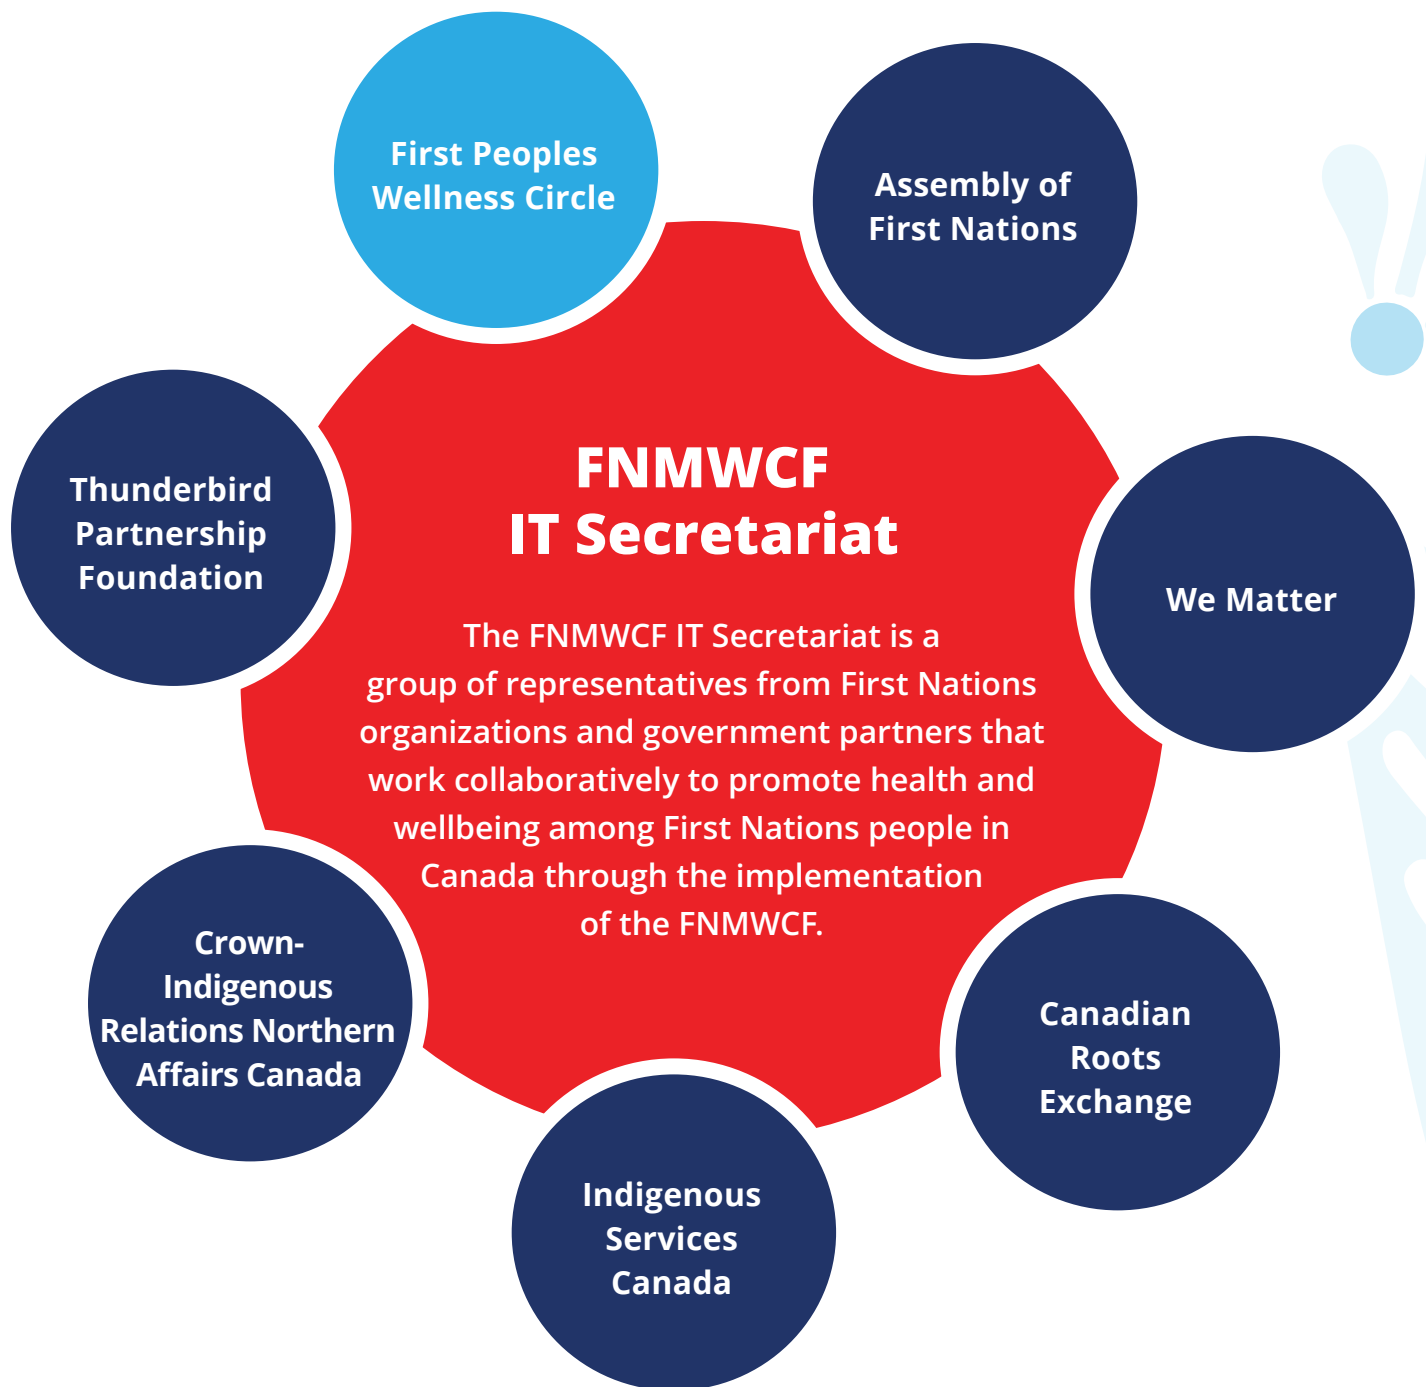 First Peoples
Wellness Circle
Assembly of
First Nations
Thunderbird
Partnership
Foundation
FNMWCF
IT Secretariat
The FNMWCF IT Secretariat is a
group of representatives from First Nations
organizations and government partners that
work collaboratively to promote health and
wellbeing among First Nations people in
Canada through the implementation
of the FNMWCF.
We Matter
Crown-
Indigenous
Relations Northern
Affairs Canada
Canadian
Roots
Exchange
Indigenous
Services
Canada